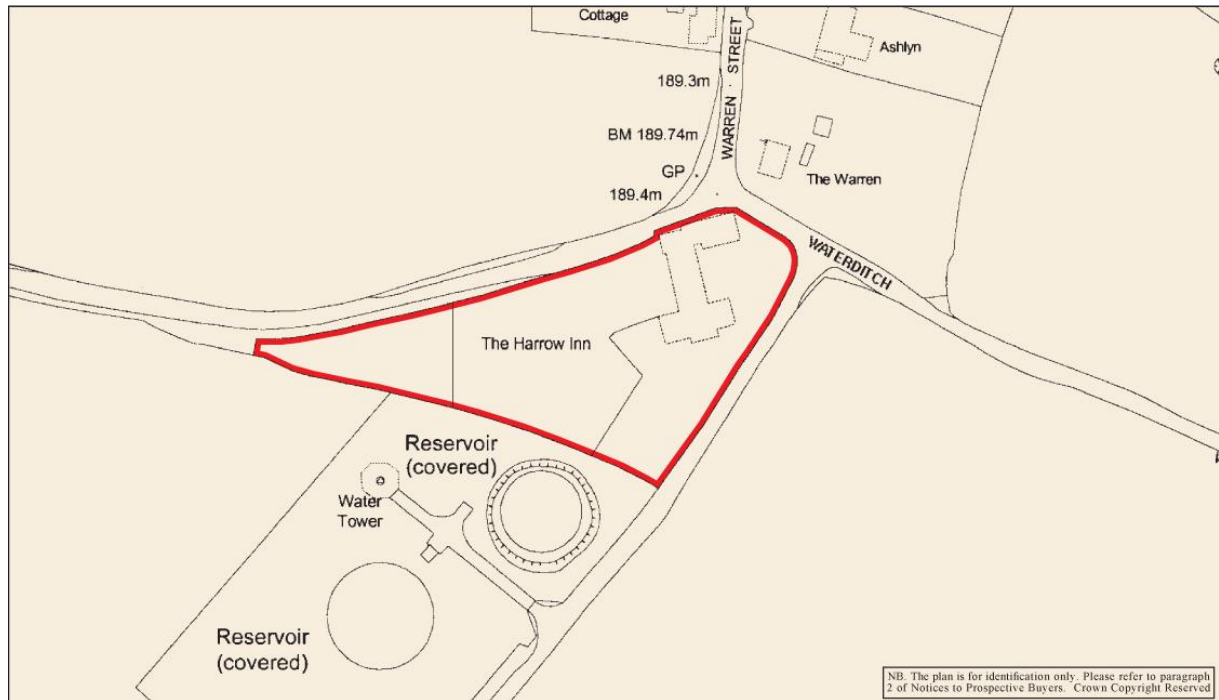 Cottage
Ashlyn
WARREN STREET
189.3m
BM 189.74m
GP
189.4m
The Warren
WATERDITCH
The Harrow Inn
Reservoir
(covered)
Water
Tower
Reservoir
(covered)
NB. The plan is for identification only. Please refer to paragraph
2 of Notices to Prospective Buyers. Crown Copyright Reserved